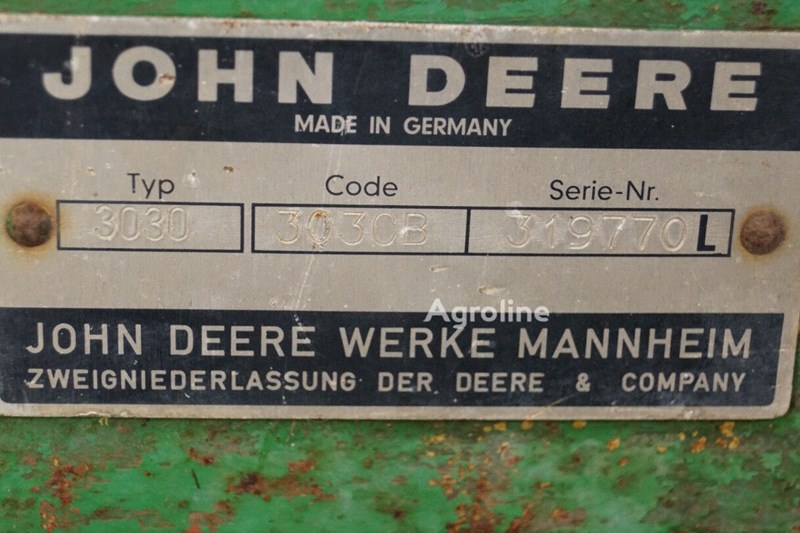 JOHN DEERE
MADE IN GERMANY
Typ Code Serie-Nr.
3030 3030CB 319770L
Agroline
JOHN DEERE WERKE MANNHEIM
ZWEIGNIEDERLASSUNG DER DEERE & COMPANY